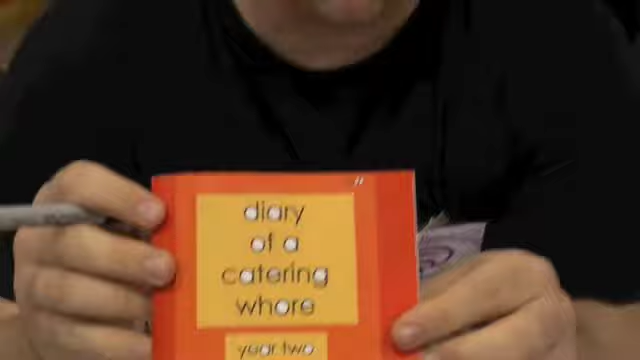 diary
of a
catering
whore
year two